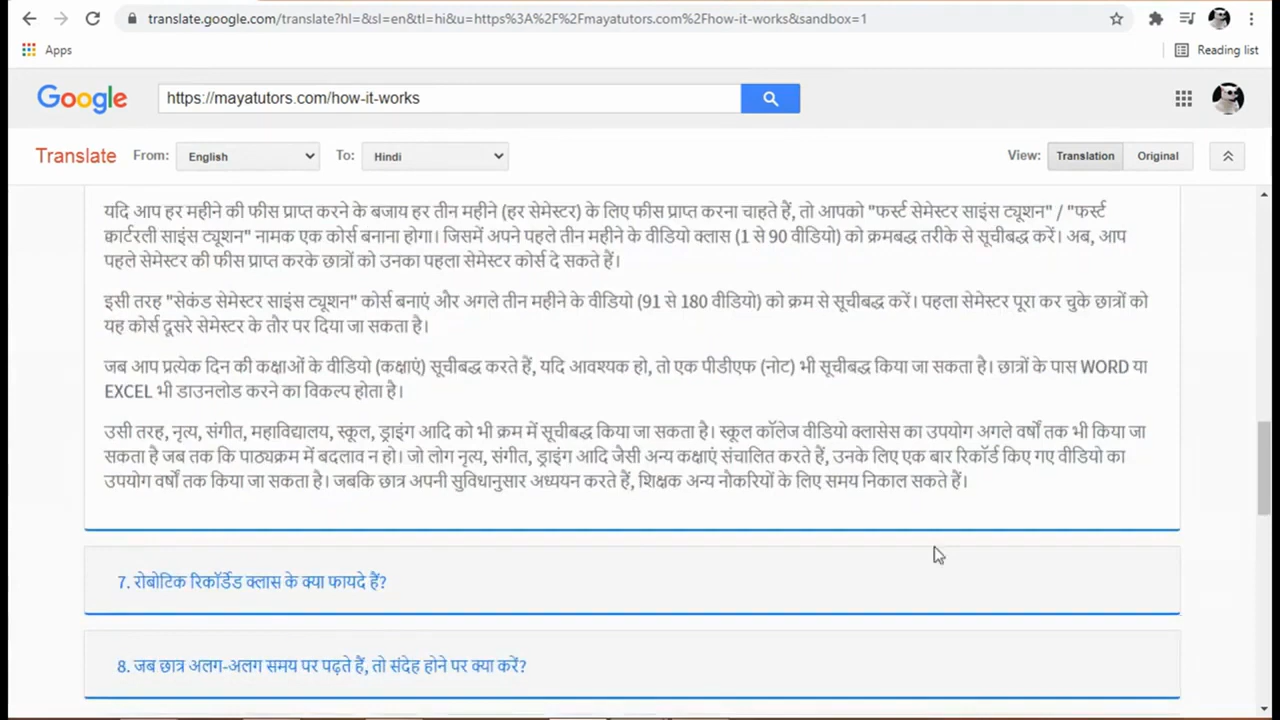 translate.google.com/translate?hl=&sl=en&tl=hi&u=https%3A%2F%2Fmayatutors.com%2Fhow-it-works&sandbox=1
Apps
Reading list
Google
https://mayatutors.com/how-it-works
Translate
From:
English
To:
Hindi
View:
Translation
Original
यदि आप हर महीने की फीस प्राप्त करने के बजाय हर तीन महीने (हर सेमेस्टर) के लिए फीस प्राप्त करना चाहते हैं, तो आपको "फर्स्ट सेमेस्टर साइंस ट्यूशन" / "फर्स्ट
क्वार्टरली साइंस ट्यूशन" नामक एक कोर्स बनाना होगा। जिसमें अपने पहले तीन महीने के वीडियो क्लास (1 से 90 वीडियो) को क्रमबद्ध तरीके से सूचीबद्ध करें। अब, आप
पहले सेमेस्टर की फीस प्राप्त करके छात्रों को उनका पहला सेमेस्टर कोर्स दे सकते हैं।
इसी तरह "सेकंड सेमेस्टर साइंस ट्यूशन" कोर्स बनाएं और अगले तीन महीने के वीडियो (91 से 180 वीडियो) को क्रम से सूचीबद्ध करें। पहला सेमेस्टर पूरा कर चुके छात्रों को
यह कोर्स दूसरे सेमेस्टर के तौर पर दिया जा सकता है।
जब आप प्रत्येक दिन की कक्षाओं के वीडियो (कक्षाएं) सूचीबद्ध करते हैं, यदि आवश्यक हो, तो एक पीडीएफ (नोट) भी सूचीबद्ध किया जा सकता है। छात्रों के पास WORD या
EXCEL भी डाउनलोड करने का विकल्प होता है।
उसी तरह, नृत्य, संगीत, महाविद्यालय, स्कूल, ड्राइंग आदि को भी क्रम में सूचीबद्ध किया जा सकता है। स्कूल कॉलेज वीडियो क्लासेस का उपयोग अगले वर्षों तक भी किया जा
सकता है जब तक कि पाठ्यक्रम में बदलाव न हो। जो लोग नृत्य, संगीत, ड्राइंग आदि जैसी अन्य कक्षाएं संचालित करते हैं, उनके लिए एक बार रिकॉर्ड किए गए वीडियो का
उपयोग वर्षों तक किया जा सकता है। जबकि छात्र अपनी सुविधानुसार अध्ययन करते हैं, शिक्षक अन्य नौकरियों के लिए समय निकाल सकते हैं।
7. रोबोटिक रिकॉर्डेड क्लास के क्या फायदे हैं?
8. जब छात्र अलग-अलग समय पर पढ़ते हैं, तो संदेह होने पर क्या करें?